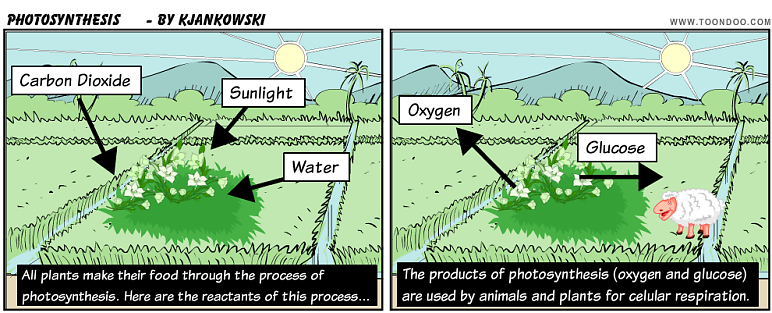 PHOTOSYNTHESIS - BY KJANKOWSKI
WWW.TOONDOO.COM
Carbon Dioxide
Sunlight
Water
All plants make their food through the process of
photosynthesis. Here are the reactants of this process...
Oxygen
Glucose
The products of photosynthesis (oxygen and glucose)
are used by animals and plants for celular respiration.